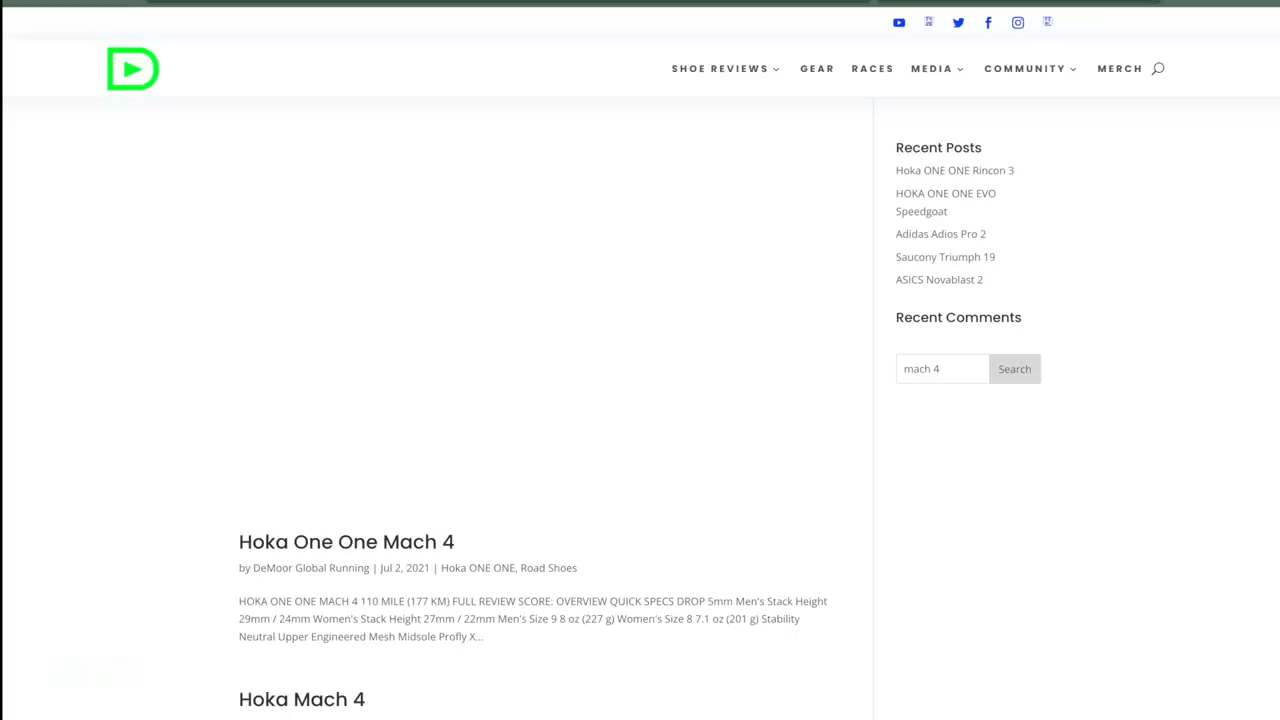 SHOE REVIEWS GEAR RACES MEDIA COMMUNITY MERCH
Recent Posts
Hoka ONE ONE Rincon 3
HOKA ONE ONE EVO
Speedgoat
Adidas Adios Pro 2
Saucony Triumph 19
ASICS Novablast 2
Recent Comments
mach 4 Search
Hoka One One Mach 4
by DeMoor Global Running | Jul 2, 2021 | Hoka ONE ONE, Road Shoes
HOKA ONE ONE MACH 4 110 MILE (177 KM) FULL REVIEW SCORE: OVERVIEW QUICK SPECS DROP 5mm Men's Stack Height
29mm / 24mm Women's Stack Height 27mm / 22mm Men's Size 9 8 oz (227 g) Women's Size 8 7.1 oz (201 g) Stability
Neutral Upper Engineered Mesh Midsole Profly X...
Hoka Mach 4